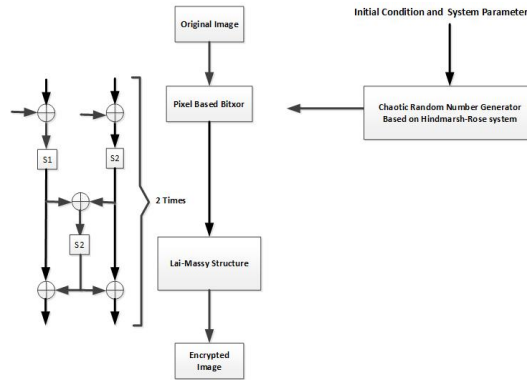 Original Image
Initial Condition and System Parameter
Pixel Based Bitxor
Chaotic Random Number Generator
Based on Hindmarsh-Rose system
S1
S2
2 Times
S2
Lai-Massy Structure
Encrypted
Image